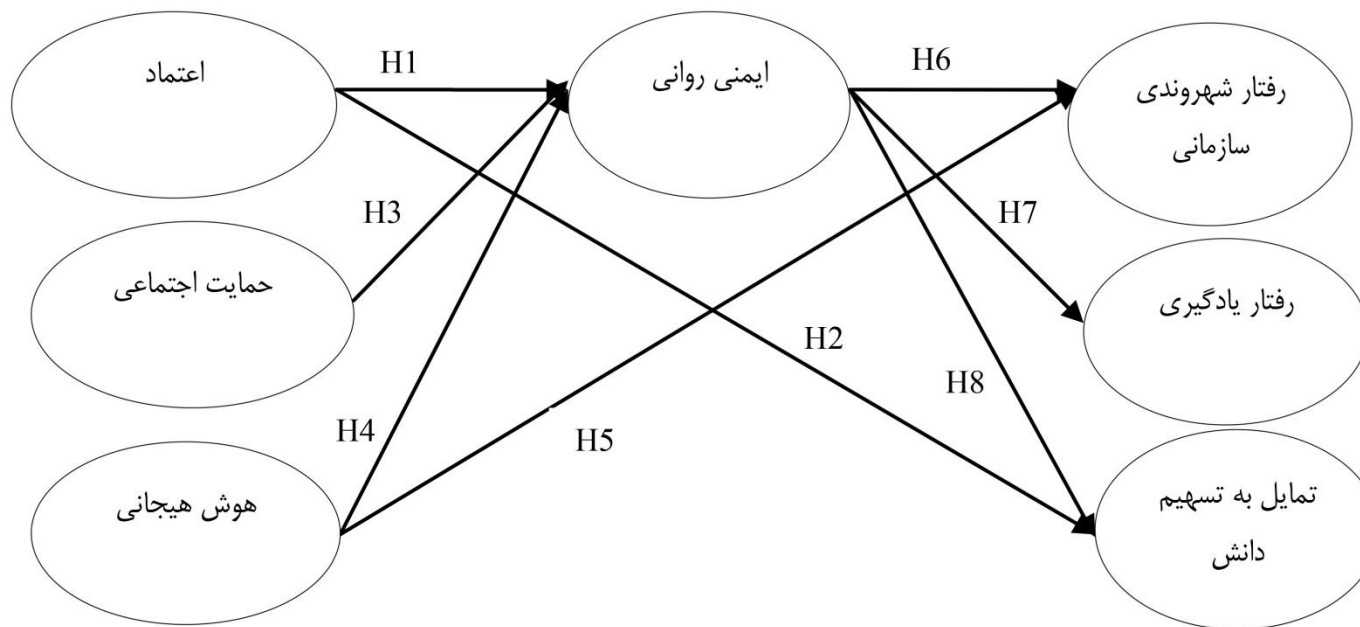 اعتماد
H1
ایمنی روانی
H6
رفتار شهروندی
سازمانی
H3
H7
حمایت اجتماعی
رفتار یادگیری
H2
H8
H4
H5
هوش هیجانی
تمایل به تسهیم
دانش